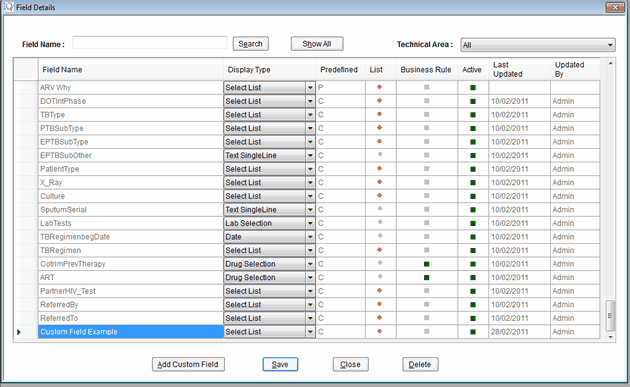 IQ Field Details
Field Name : Search Show All Technical Area : All
Field Name Display Type Predefined List Business Rule Active Last Updated Updated By
ARV Why Select List P
DOTIntPhase Select List C 10/02/2011 Admin
TBType Select List C 10/02/2011 Admin
PTBSubType Select List C 10/02/2011 Admin
EPTBSubType Select List C 10/02/2011 Admin
EPTBSubOther Text SingleLine C 10/02/2011 Admin
PatientType Select List C 10/02/2011 Admin
X_Ray Select List C 10/02/2011 Admin
Culture Select List C 10/02/2011 Admin
SputumSerial Text SingleLine C 10/02/2011 Admin
LabTests Lab Selection C 10/02/2011 Admin
TBRegimenbegDate Date C 10/02/2011 Admin
TBRegimen Select List C 10/02/2011 Admin
CotrimPrevTherapy Drug Selection C 10/02/2011 Admin
ART Drug Selection C 10/02/2011 Admin
PartnerHIV_Test Select List C 10/02/2011 Admin
ReferredBy Select List C 10/02/2011 Admin
ReferredTo Select List C 10/02/2011 Admin
Custom Field Example Select List C 28/02/2011 Admin
Add Custom Field Save Close Delete